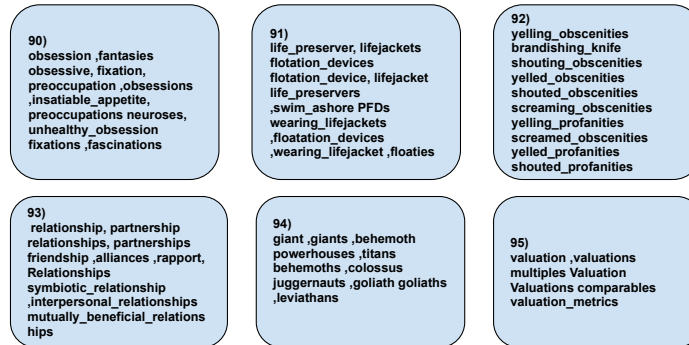 90)
obsession ,fantasies
obsessive, fixation,
preoccupation ,obsessions
,insatiable_appetite,
preoccupations neuroses,
unhealthy_obsession
fixations ,fascinations
91)
life_preserver, lifejackets
flotation_devices
flotation_device, lifejacket
life_preservers
,swim_ashore PFDs
wearing_lifejackets
,floatation_devices
,wearing_lifejacket ,floaties
92)
yelling_obscenities
brandishing_knife
shouting_obscenities
yelled_obscenities
shouted_obscenities
screaming_obscenities
yelling_profanities
screamed_obscenities
yelled_profanities
shouted_profanities
93)
relationship, partnership
relationships, partnerships
friendship ,alliances ,rapport,
Relationships
symbiotic_relationship
,interpersonal_relationships
mutually_beneficial_relations
hips
94)
giant ,giants ,behemoth
powerhouses ,titans
behemoths ,colossus
juggernauts ,goliath goliaths
,leviathans
95)
valuation ,valuations
multiples Valuation
Valuations comparables
valuation_metrics